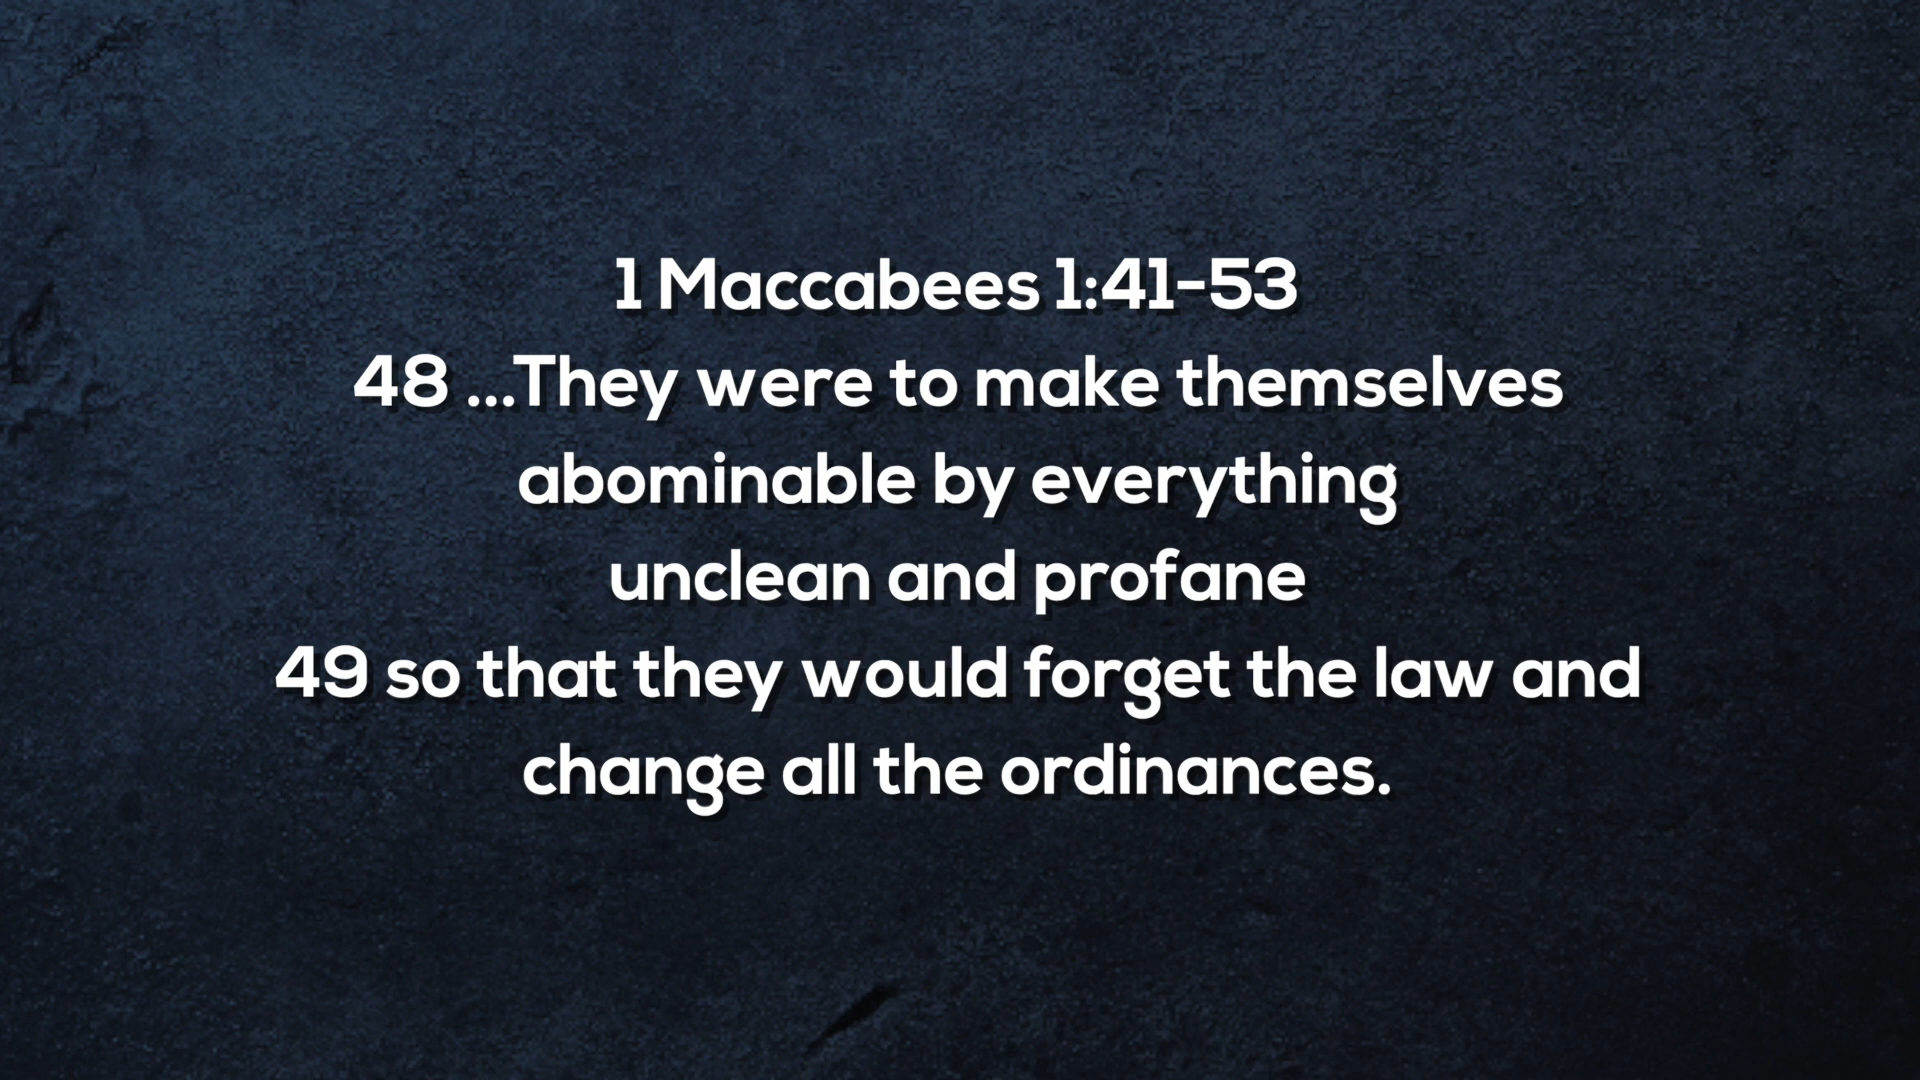 1 Maccabees 1:41-53
48 ...They were to make themselves
abominable by everything
unclean and profane
49 so that they would forget the law and
change all the ordinances.